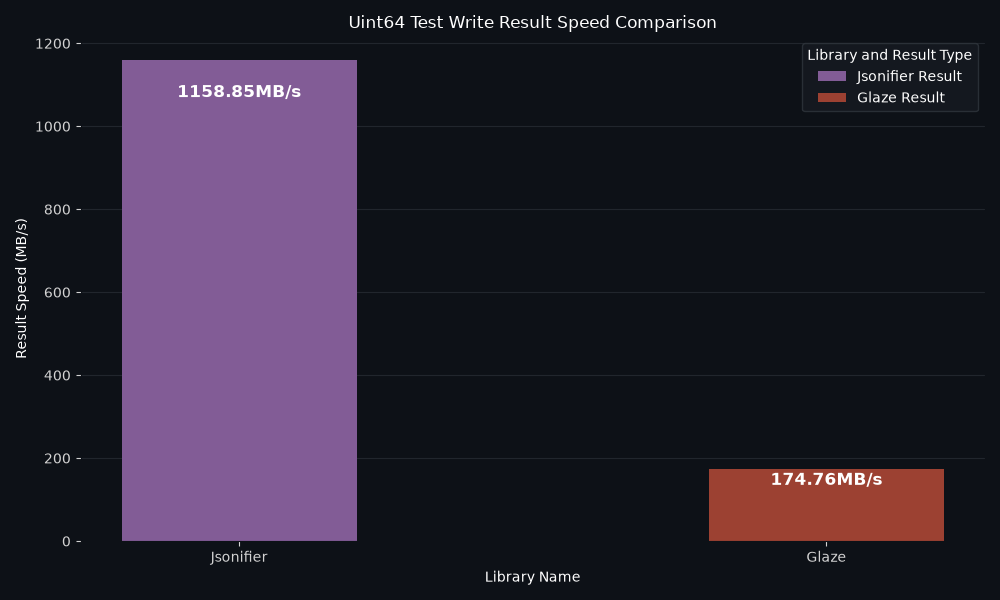 Uint64 Test Write Result Speed Comparison
1200
1000
800
600
400
200
0
Result Speed (MB/s)
1158.85MB/s
174.76MB/s
Library and Result Type
Jsonifier Result
Glaze Result
Jsonifier
Glaze
Library Name